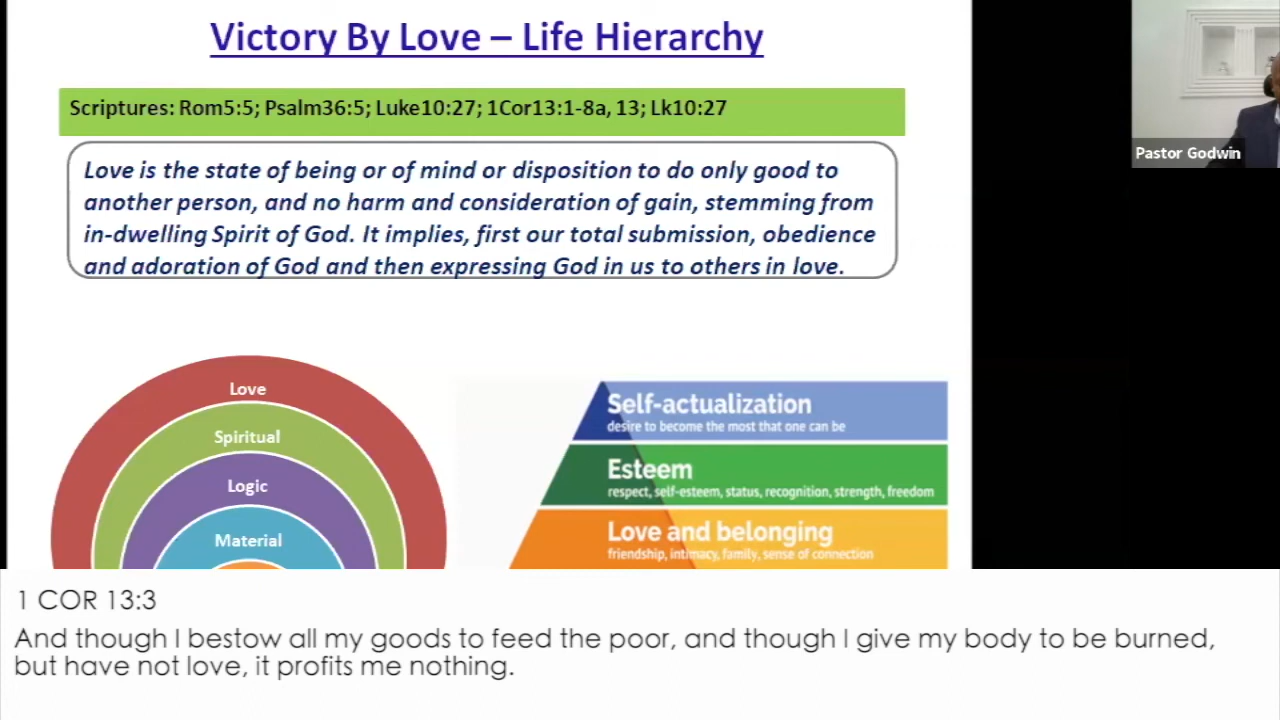 Victory By Love – Life Hierarchy
Scriptures: Rom5:5; Psalm36:5; Luke10:27; 1Cor13:1-8a, 13; Lk10:27
Love is the state of being or of mind or disposition to do only good to
another person, and no harm and consideration of gain, stemming from
in-dwelling Spirit of God. It implies, first our total submission, obedience
and adoration of God and then expressing God in us to others in love.
Love
Spiritual
Logic
Material
Self-actualization
desire to become the most that one can be
Esteem
respect, self-esteem, status, recognition, strength, freedom
Love and belonging
friendship, intimacy, family, sense of connection
Pastor Godwin
1 COR 13:3
And though I bestow all my goods to feed the poor, and though I give my body to be burned,
but have not love, it profits me nothing.